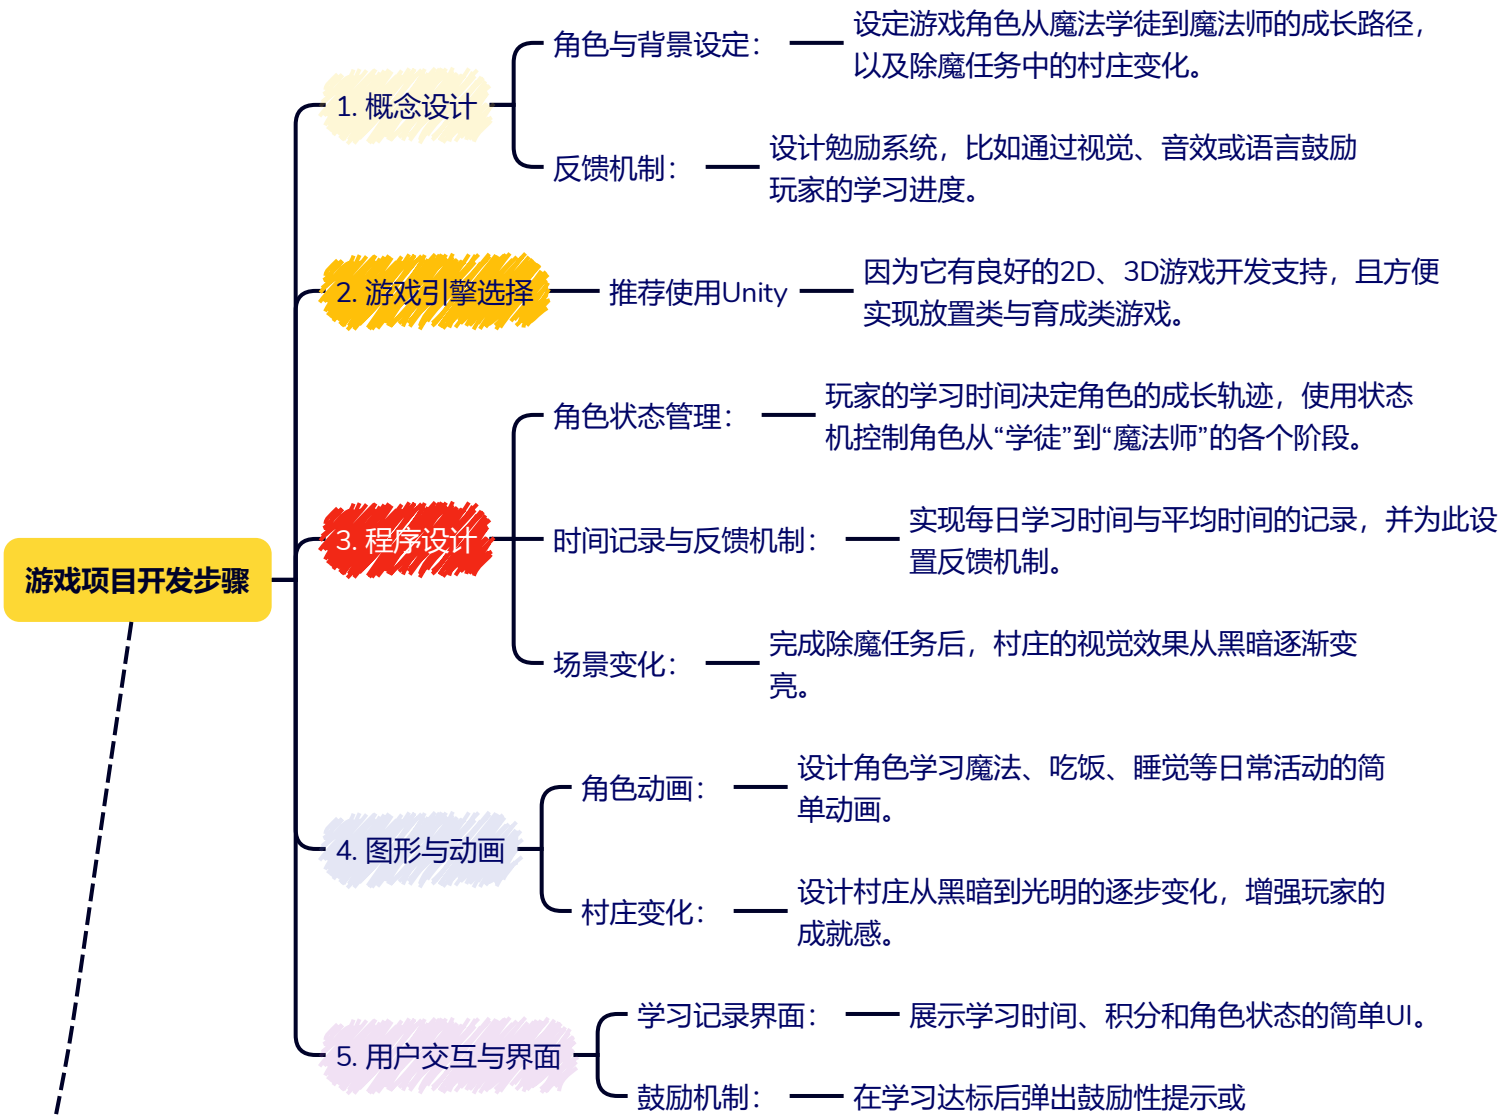 角色与背景设定：
设定游戏角色从魔法学徒到魔法师的成长路径，
以及除魔任务中的村庄变化。
1. 概念设计
反馈机制：
设计勉励系统，比如通过视觉、音效或语言鼓励
玩家的学习进度。
2. 游戏引擎选择
推荐使用Unity
因为它有良好的2D、3D游戏开发支持，且方便
实现放置类与育成类游戏。
角色状态管理：
玩家的学习时间决定角色的成长轨迹，使用状态
机控制角色从“学徒”到“魔法师”的各个阶段。
3. 程序设计
时间记录与反馈机制：
实现每日学习时间与平均时间的记录，并为此设
置反馈机制。
游戏项目开发步骤
场景变化：
完成除魔任务后，村庄的视觉效果从黑暗逐渐变
亮。
角色动画：
设计角色学习魔法、吃饭、睡觉等日常活动的简
单动画。
4. 图形与动画
村庄变化：
设计村庄从黑暗到光明的逐步变化，增强玩家的
成就感。
学习记录界面：
展示学习时间、积分和角色状态的简单UI。
5. 用户交互与界面
鼓励机制：
在学习达标后弹出鼓励性提示或